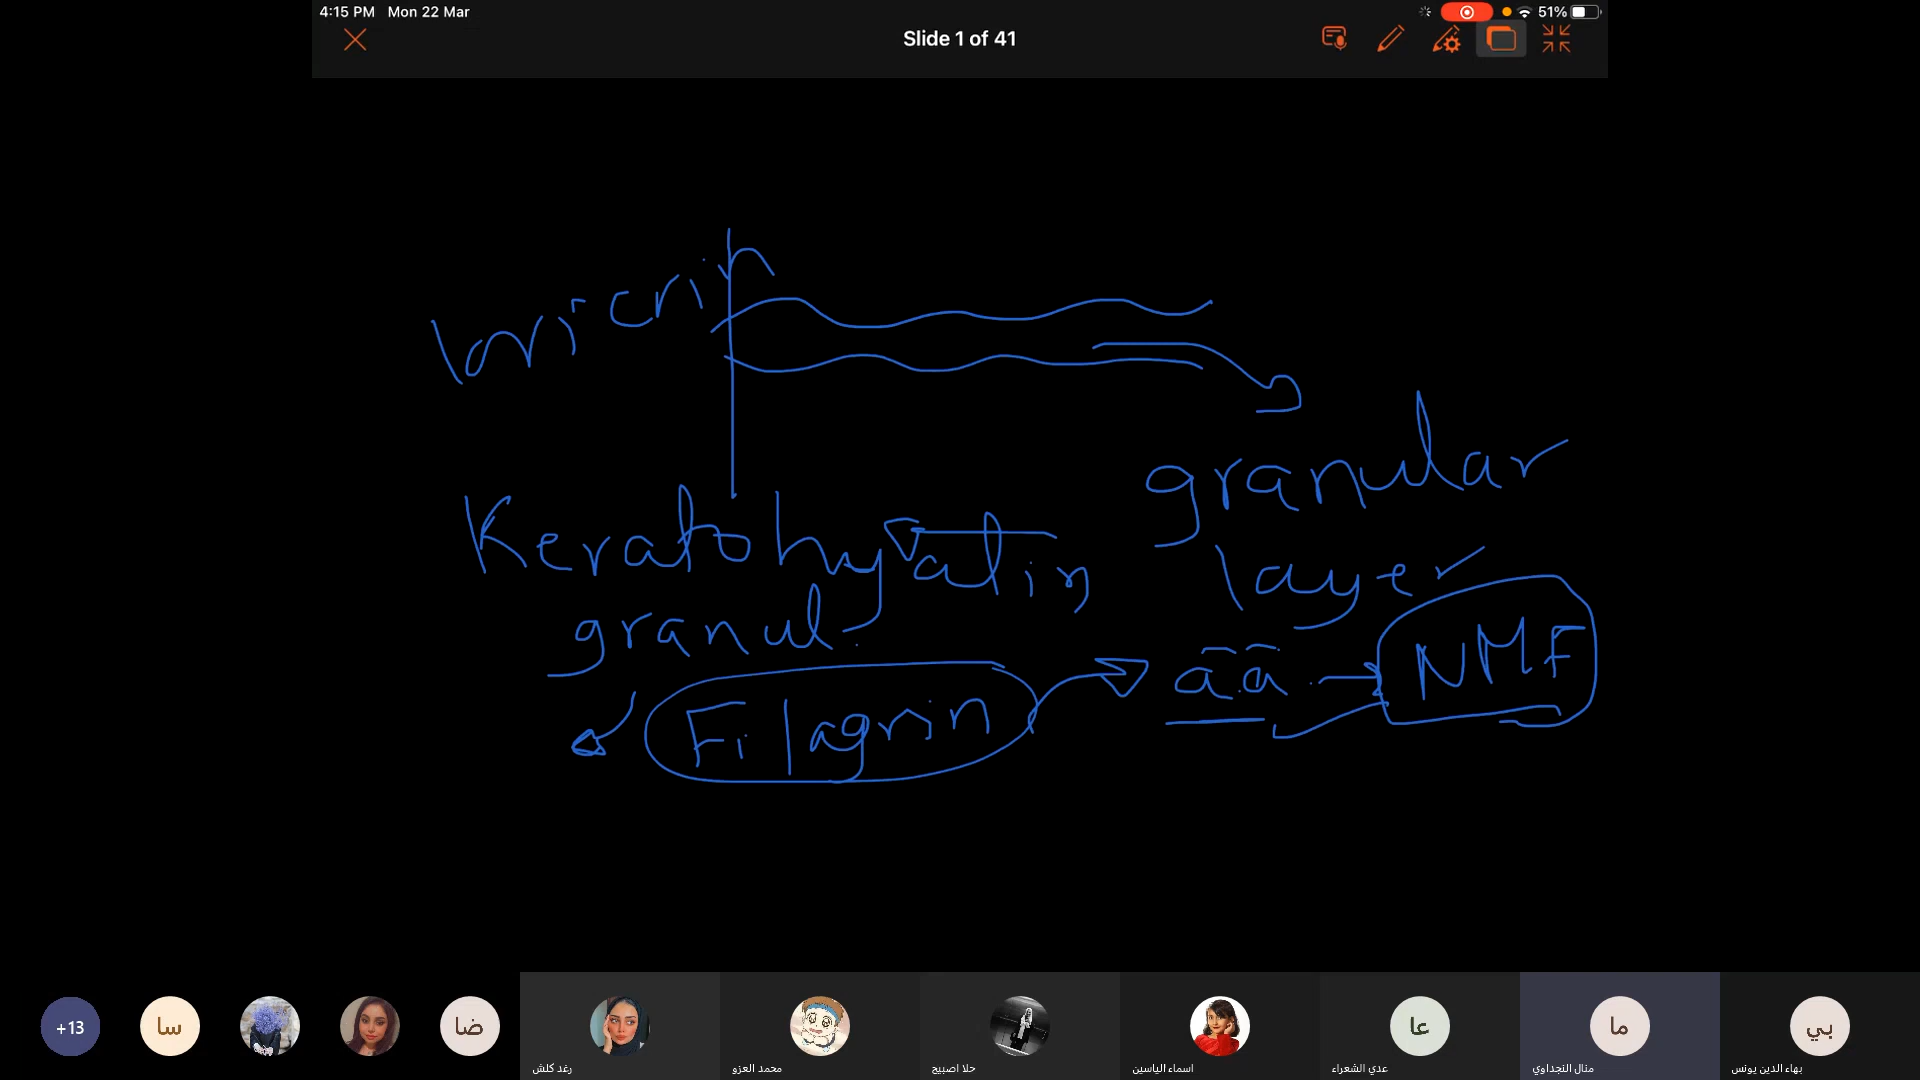 4:15 PM Mon 22 Mar
51%
Slide 1 of 41
loricrin
granular
layer
Keratohyalin
granul.
Filagrin
a.a
NMF
+13
سا
ضا
عا
ما
بي
رغد كلش
محمد العزو
حلا اصبيح
اسماء الياسين
عدي الشعراء
منال النجداوي
بهاء الدين يونس